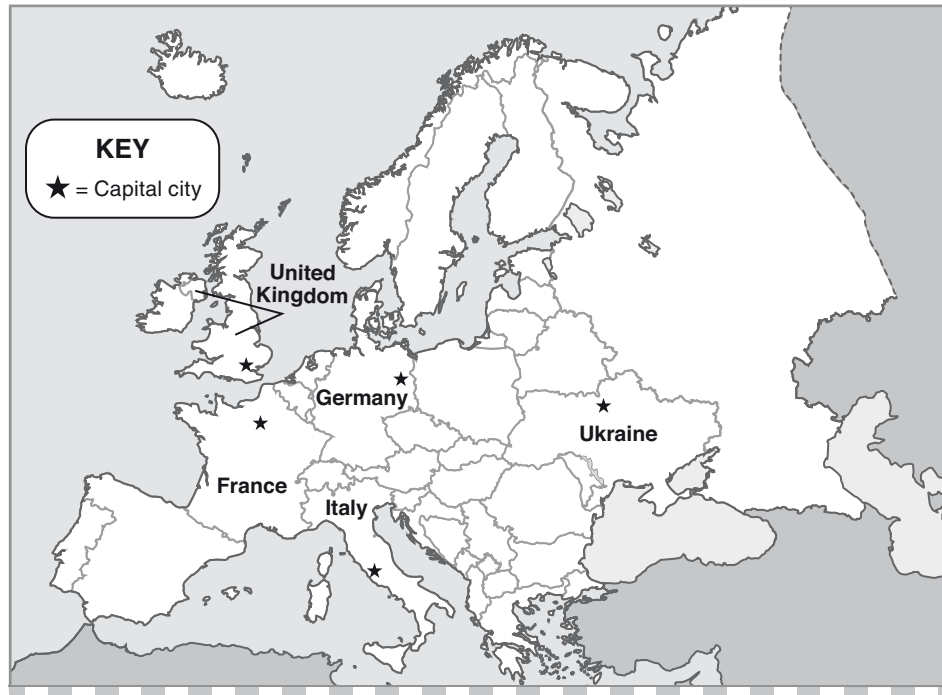 KEY
★ = Capital city
United
Kingdom
Germany
Ukraine
France
Italy